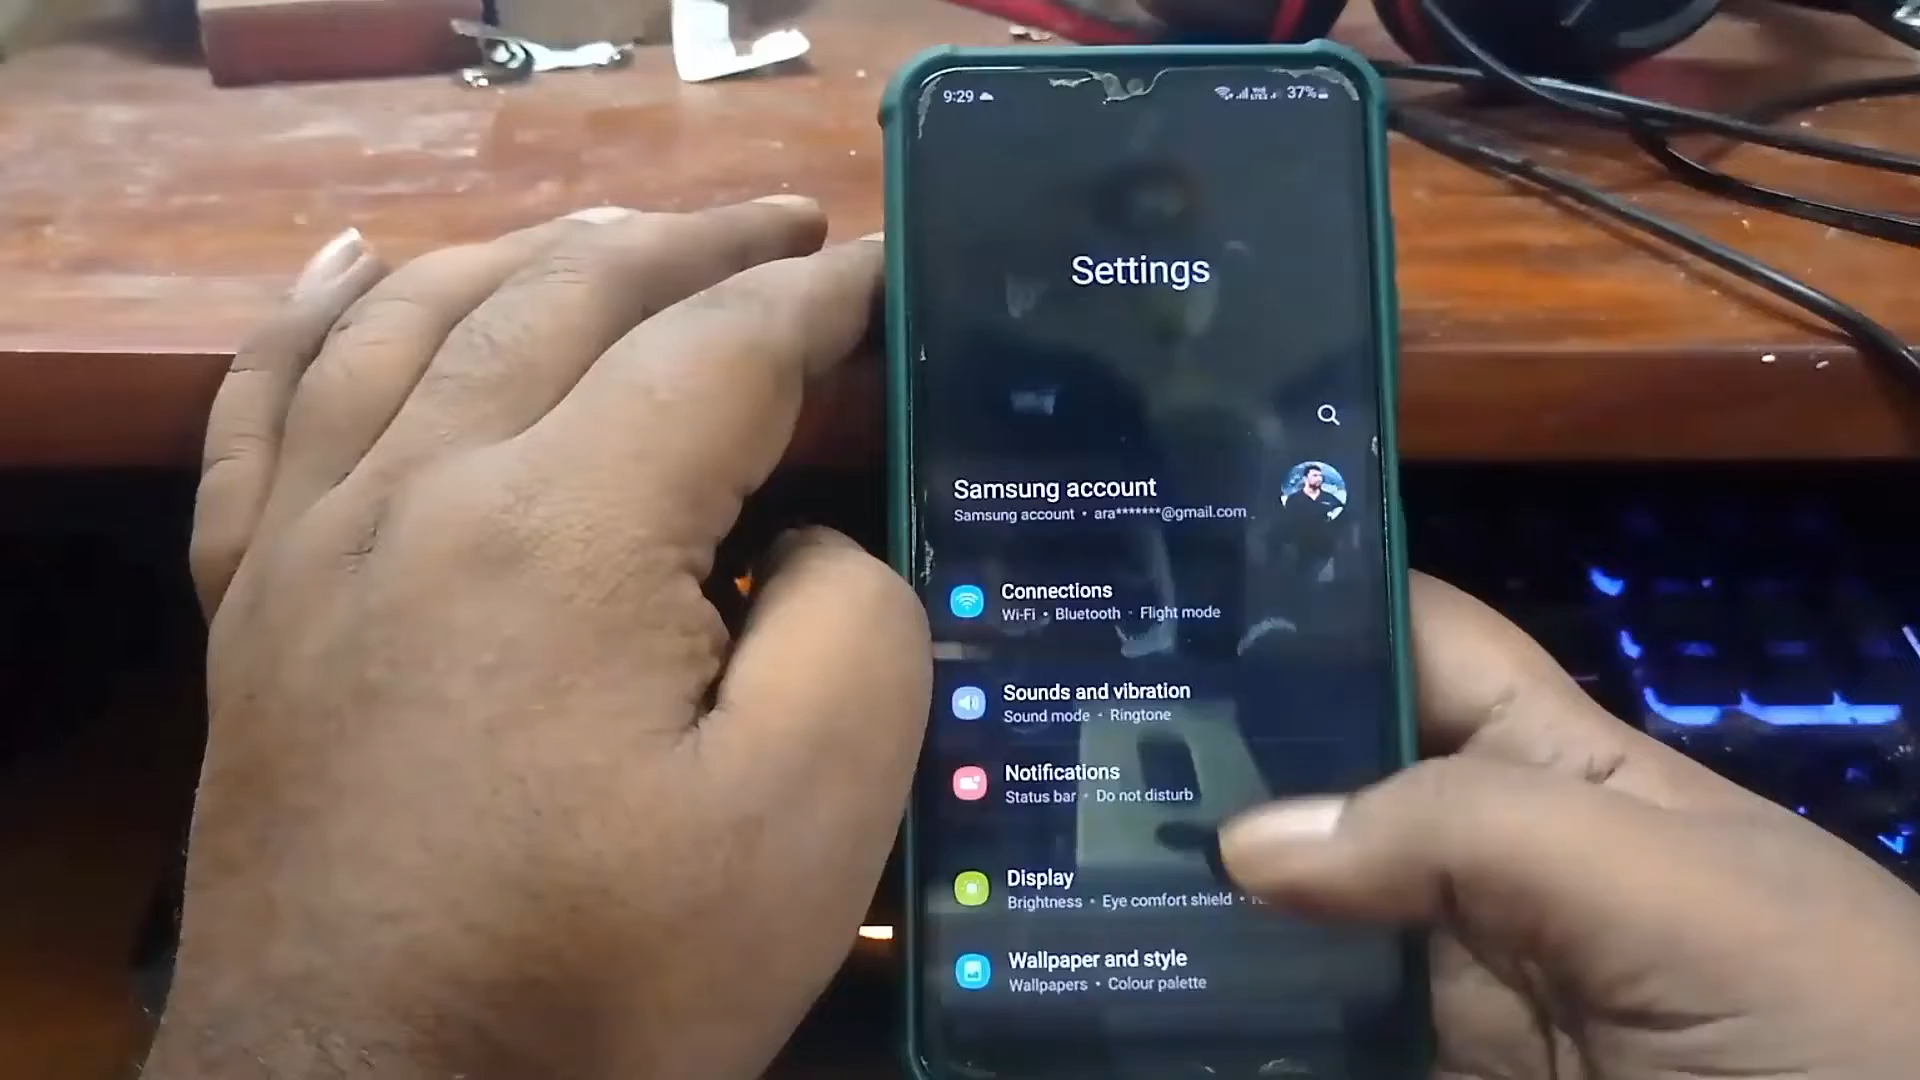 9:29 37%
Settings
Samsung account
Samsung account • ara*******@gmail.com
Connections
Wi-Fi • Bluetooth • Flight mode
Sounds and vibration
Sound mode • Ringtone
Notifications
Status bar • Do not disturb
Display
Brightness • Eye comfort shield •
Wallpaper and style
Wallpapers • Colour palette